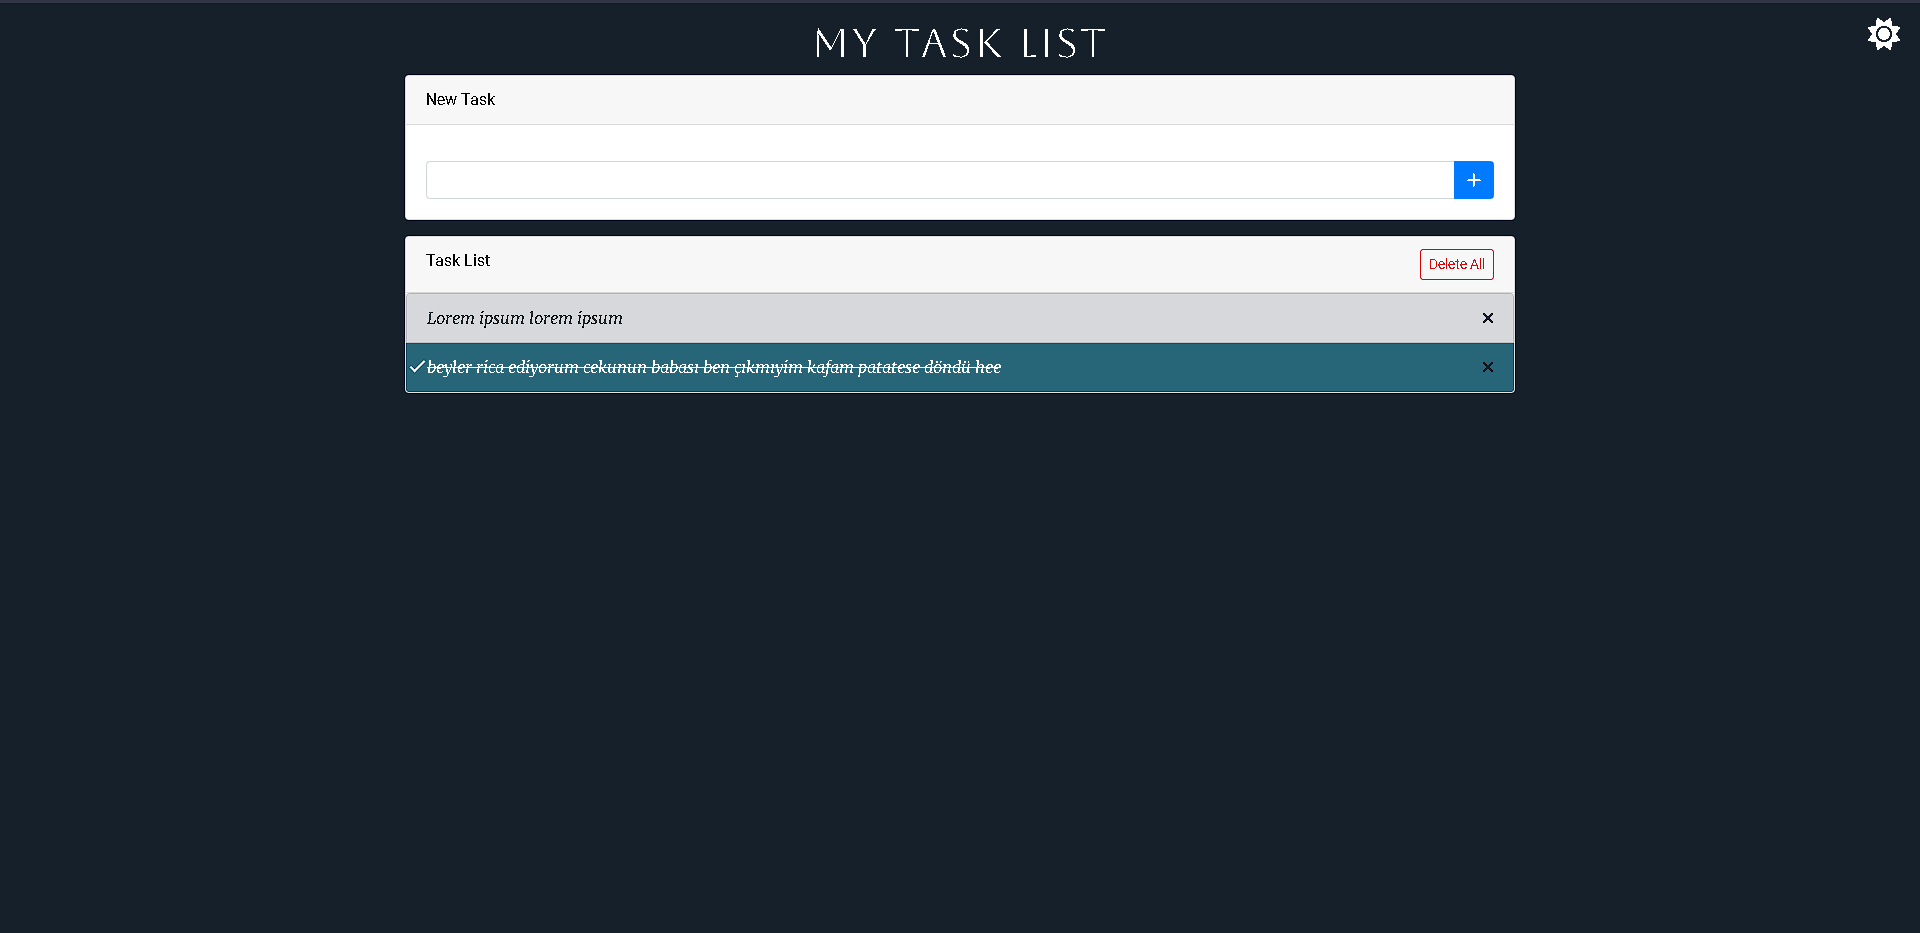 MY TASK LIST
New Task
Task List
Delete All
Lorem ipsum lorem ipsum
beyler rica ediyorum cekunun babası ben çıkmıyim kafam patatese döndü hee